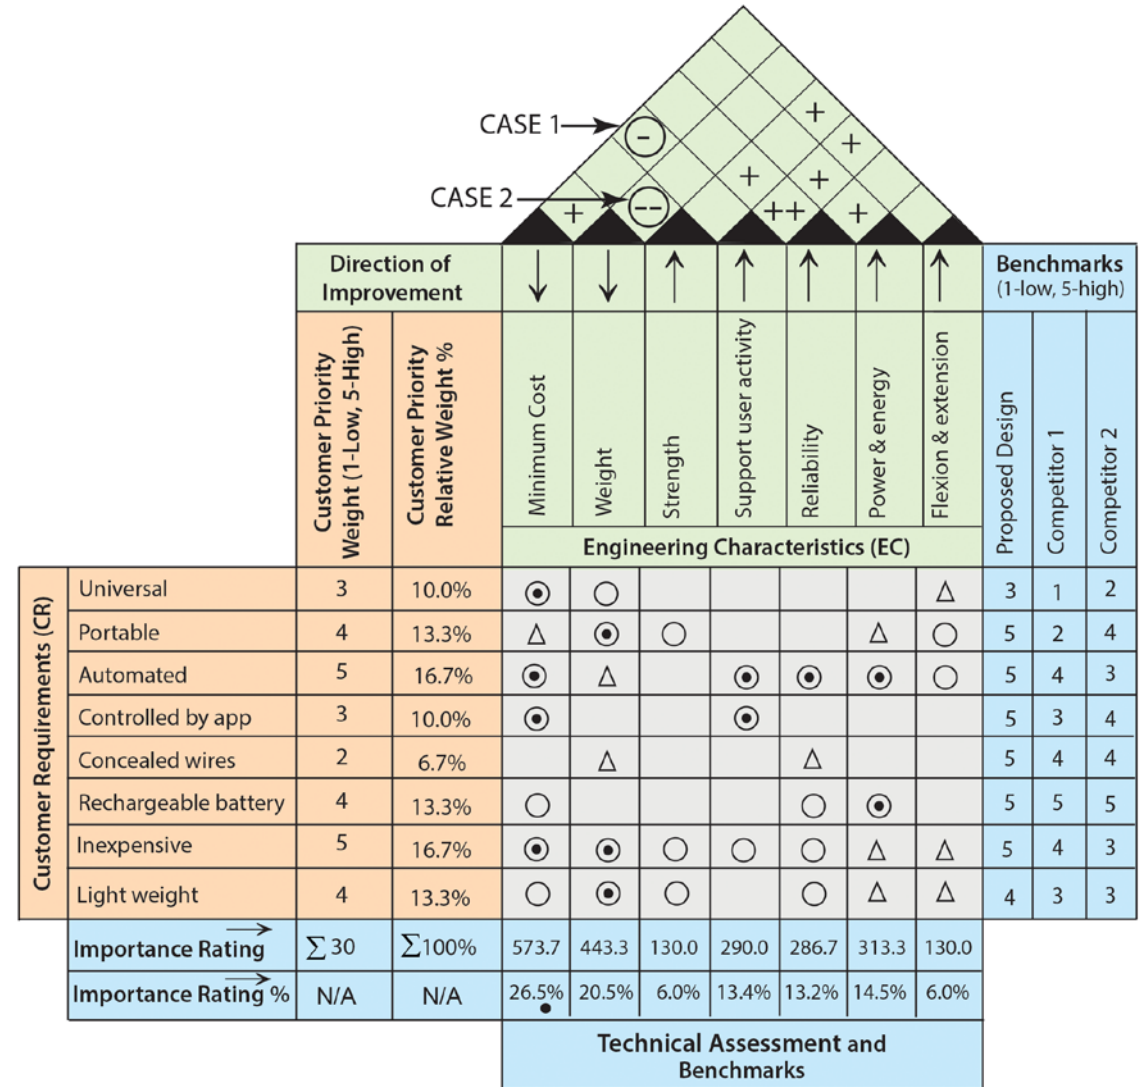 CASE 1
CASE 2
+
+
+
+
+
-
--
+
++
+
Direction of
Improvement
Benchmarks
(1-low, 5-high)
Customer Priority
Weight (1-Low, 5-High)
Customer Priority
Relative Weight %
Minimum Cost
Weight
Strength
Support user activity
Reliability
Power & energy
Flexion & extension
Proposed Design
Competitor 1
Competitor 2
Engineering Characteristics (EC)
Customer Requirements (CR)
Universal 3 10.0% 3 1 2
Portable 4 13.3% 5 2 4
Automated 5 16.7% 5 4 3
Controlled by app 3 10.0% 5 3 4
Concealed wires 2 6.7% 5 4 4
Rechargeable battery 4 13.3% 5 5 5
Inexpensive 5 16.7% 5 4 3
Light weight 4 13.3% 4 3 3
Importance Rating Σ30 Σ100% 573.7 443.3 130.0 290.0 286.7 313.3 130.0
Importance Rating % N/A N/A 26.5% 20.5% 6.0% 13.4% 13.2% 14.5% 6.0%
Technical Assessment and
Benchmarks